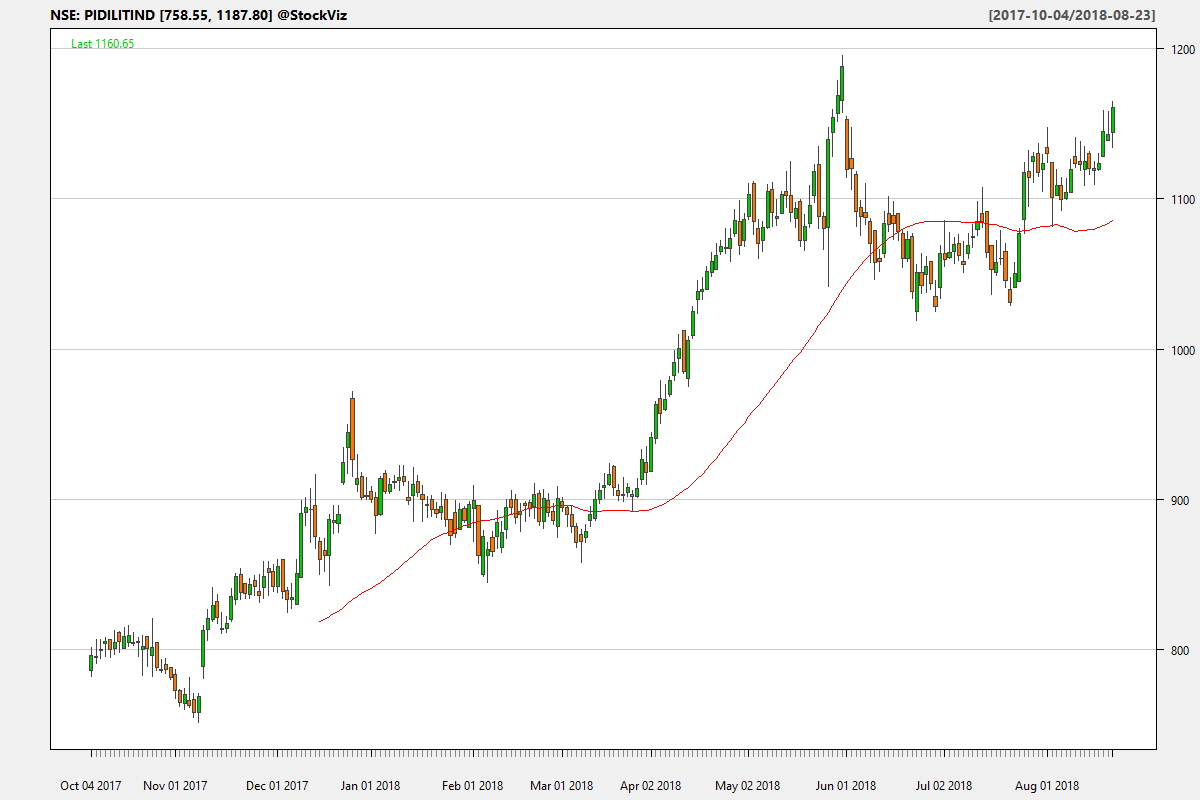 NSE: PIDILITIND [758.55, 1187.80] @StockViz [2017-10-04/2018-08-23]
Last 1160.65
1200
1100
1000
900
800
Oct 04 2017 Nov 01 2017 Dec 01 2017 Jan 01 2018 Feb 01 2018 Mar 01 2018 Apr 02 2018 May 02 2018 Jun 01 2018 Jul 02 2018 Aug 01 2018